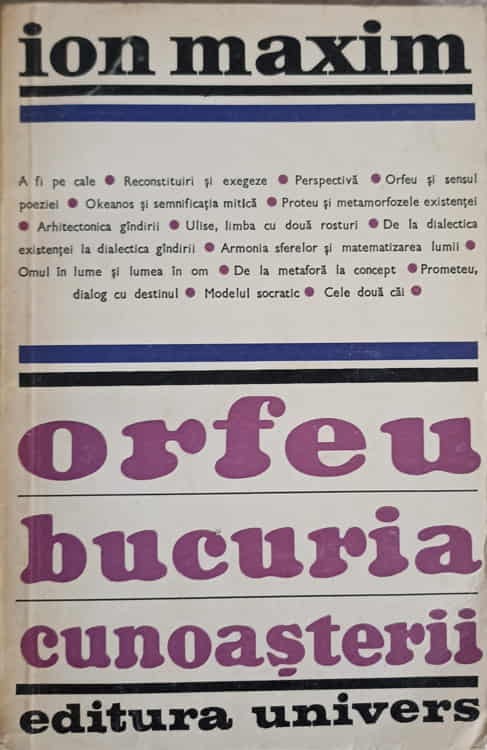 ion maxim
A fi pe cale ● Reconstituiri și exegeze ● Perspectivă ● Orfeu și sensul
poeziei ● Okeanos și semnificația mitică ● Proteu și metamorfozele existenței
● Arhitectonica gîndirii ● Ulise, limba cu două rosturi ● De la dialectica
existenței la dialectica gîndirii ● Armonia sferelor și matematizarea lumii ●
Omul în lume și lumea în om ● De la metaforă la concept ● Prometeu,
dialog cu destinul ● Modelul socratic ● Cele două căi ●
orfeu
bucuria
cunoașterii
editura univers